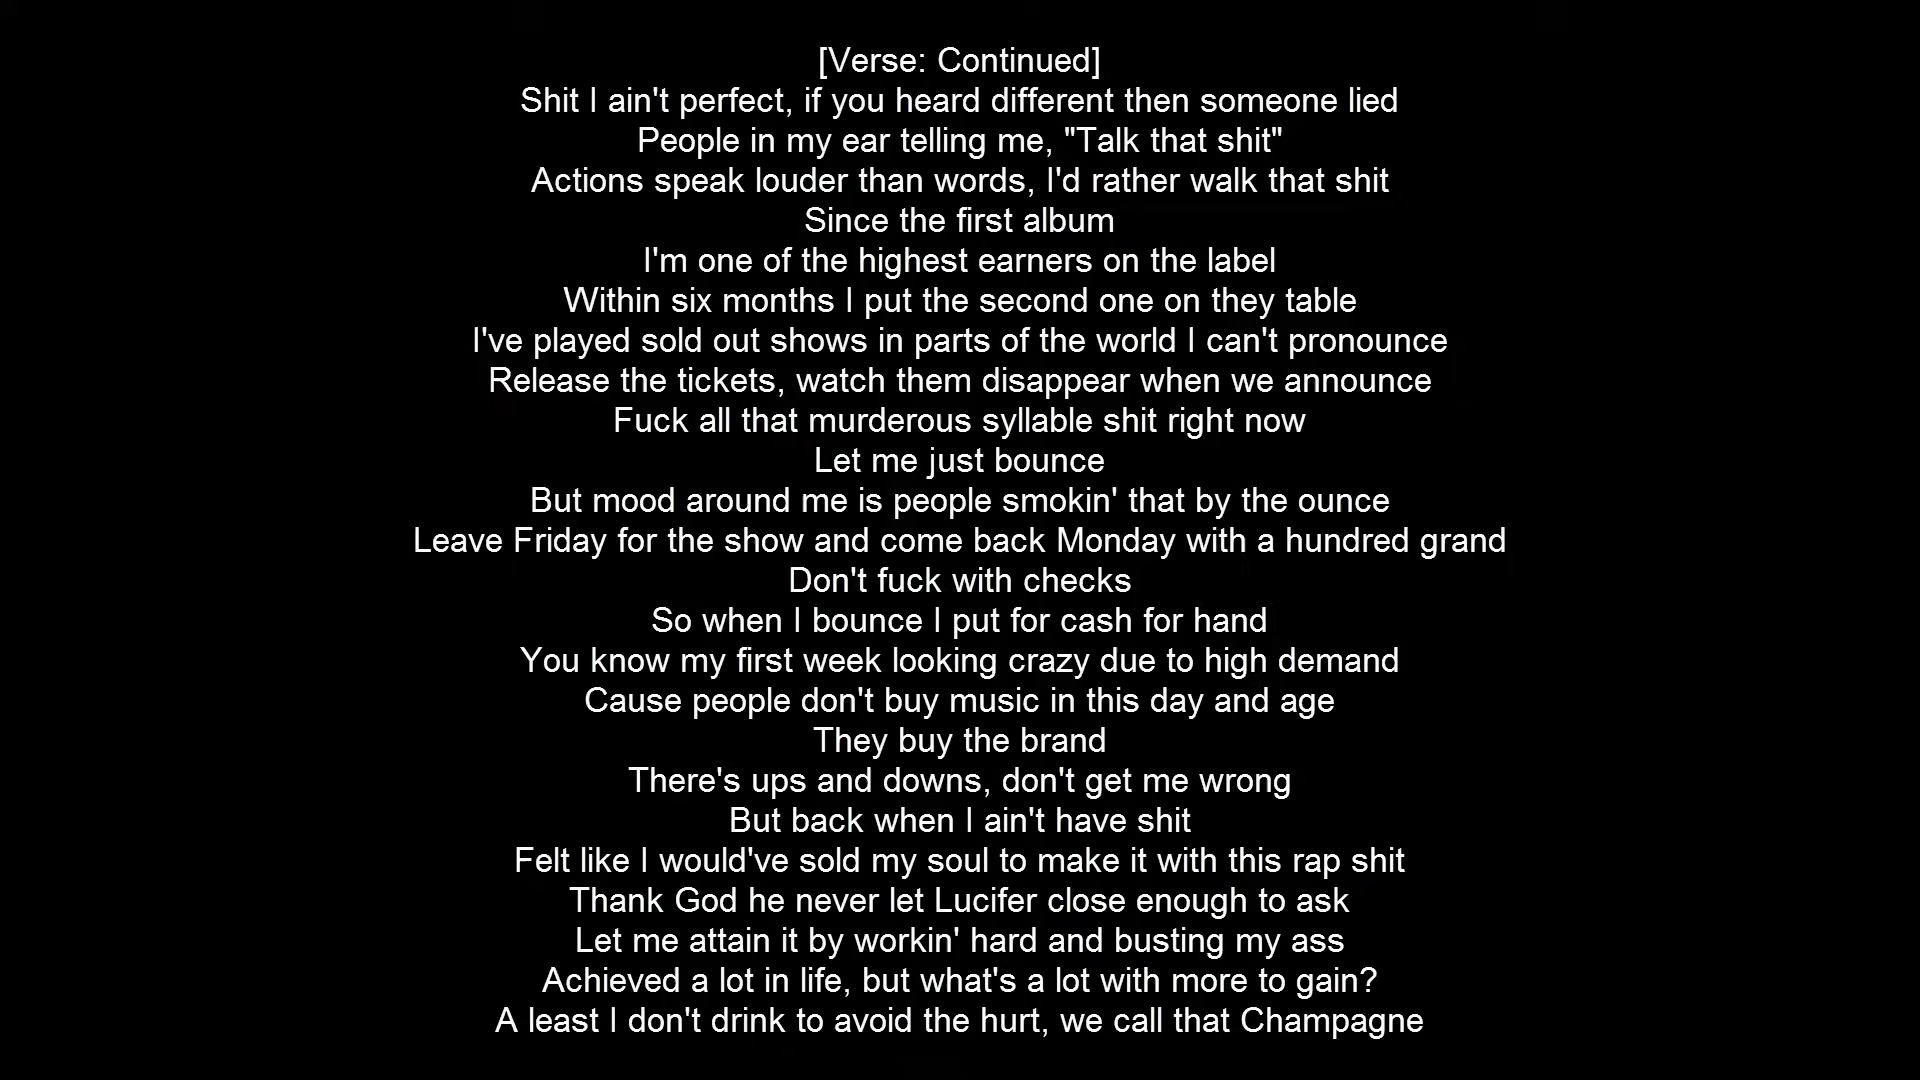 [Verse: Continued]
Shit I ain't perfect, if you heard different then someone lied
People in my ear telling me, "Talk that shit"
Actions speak louder than words, I'd rather walk that shit
Since the first album
I'm one of the highest earners on the label
Within six months I put the second one on they table
I've played sold out shows in parts of the world I can't pronounce
Release the tickets, watch them disappear when we announce
Fuck all that murderous syllable shit right now
Let me just bounce
But mood around me is people smokin' that by the ounce
Leave Friday for the show and come back Monday with a hundred grand
Don't fuck with checks
So when I bounce I put for cash for hand
You know my first week looking crazy due to high demand
Cause people don't buy music in this day and age
They buy the brand
There's ups and downs, don't get me wrong
But back when I ain't have shit
Felt like I would've sold my soul to make it with this rap shit
Thank God he never let Lucifer close enough to ask
Let me attain it by workin' hard and busting my ass
Achieved a lot in life, but what's a lot with more to gain?
A least I don't drink to avoid the hurt, we call that Champagne